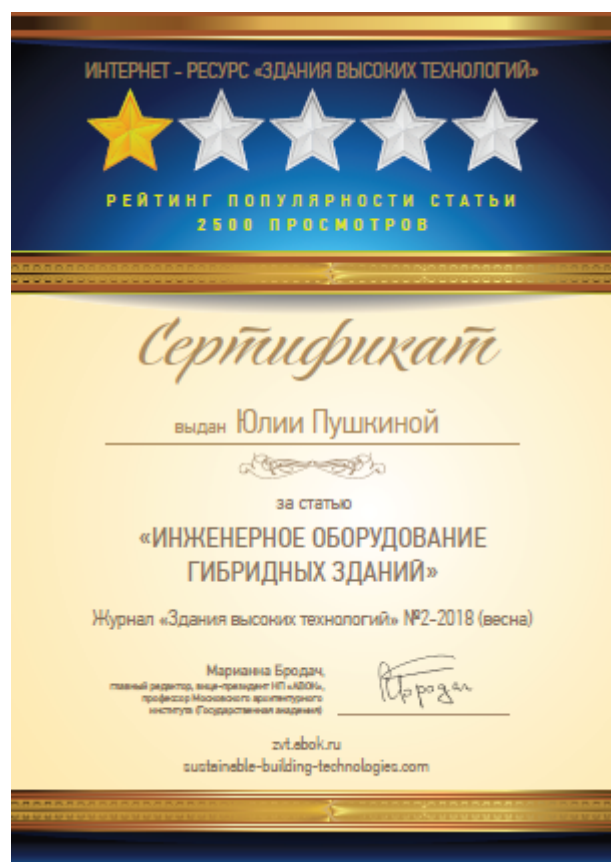 ИНТЕРНЕТ - РЕСУРС «ЗДАНИЯ ВЫСОКИХ ТЕХНОЛОГИЙ»
РЕЙТИНГ ПОПУЛЯРНОСТИ СТАТЬИ
2500 ПРОСМОТРОВ
Сертификат
выдан Юлии Пушкиной
за статью
«ИНЖЕНЕРНОЕ ОБОРУДОВАНИЕ
ГИБРИДНЫХ ЗДАНИЙ»
Журнал «Здания высоких технологий» №2-2018 (весна)
Марианна Бродач,
главный редактор, вице-президент НП «АВОК»,
профессор Московского архитектурного
института (Государственная академия)
Бродач
zvt.abok.ru
sustainable-building-technologies.com